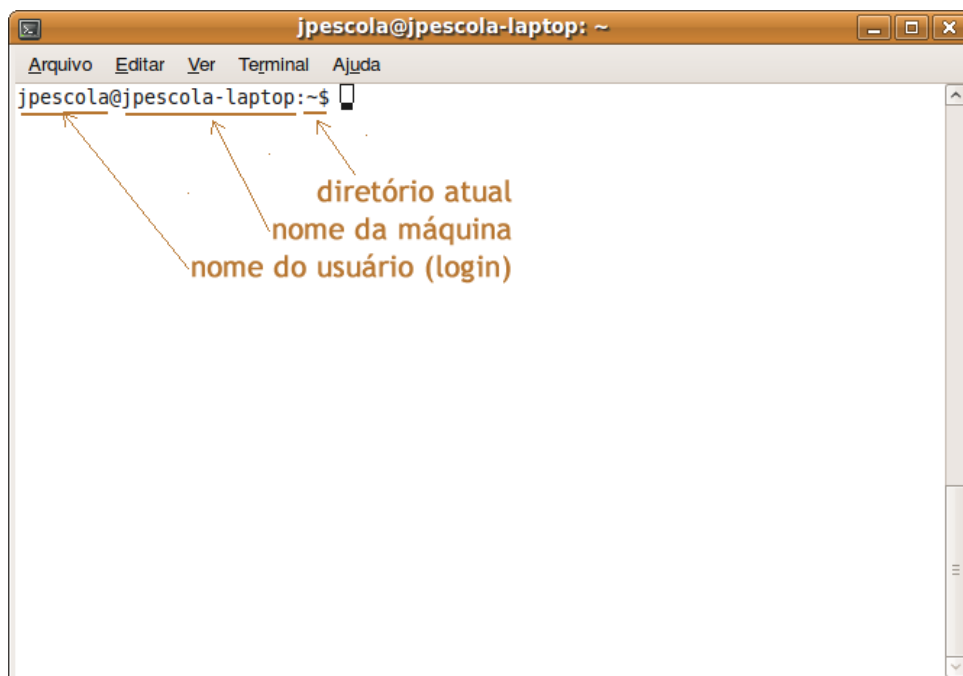 jpescola@jpescola-laptop: ~
Arquivo Editar Ver Terminal Ajuda
jpescola@jpescola-laptop:~$
diretório atual
nome da máquina
nome do usuário (login)